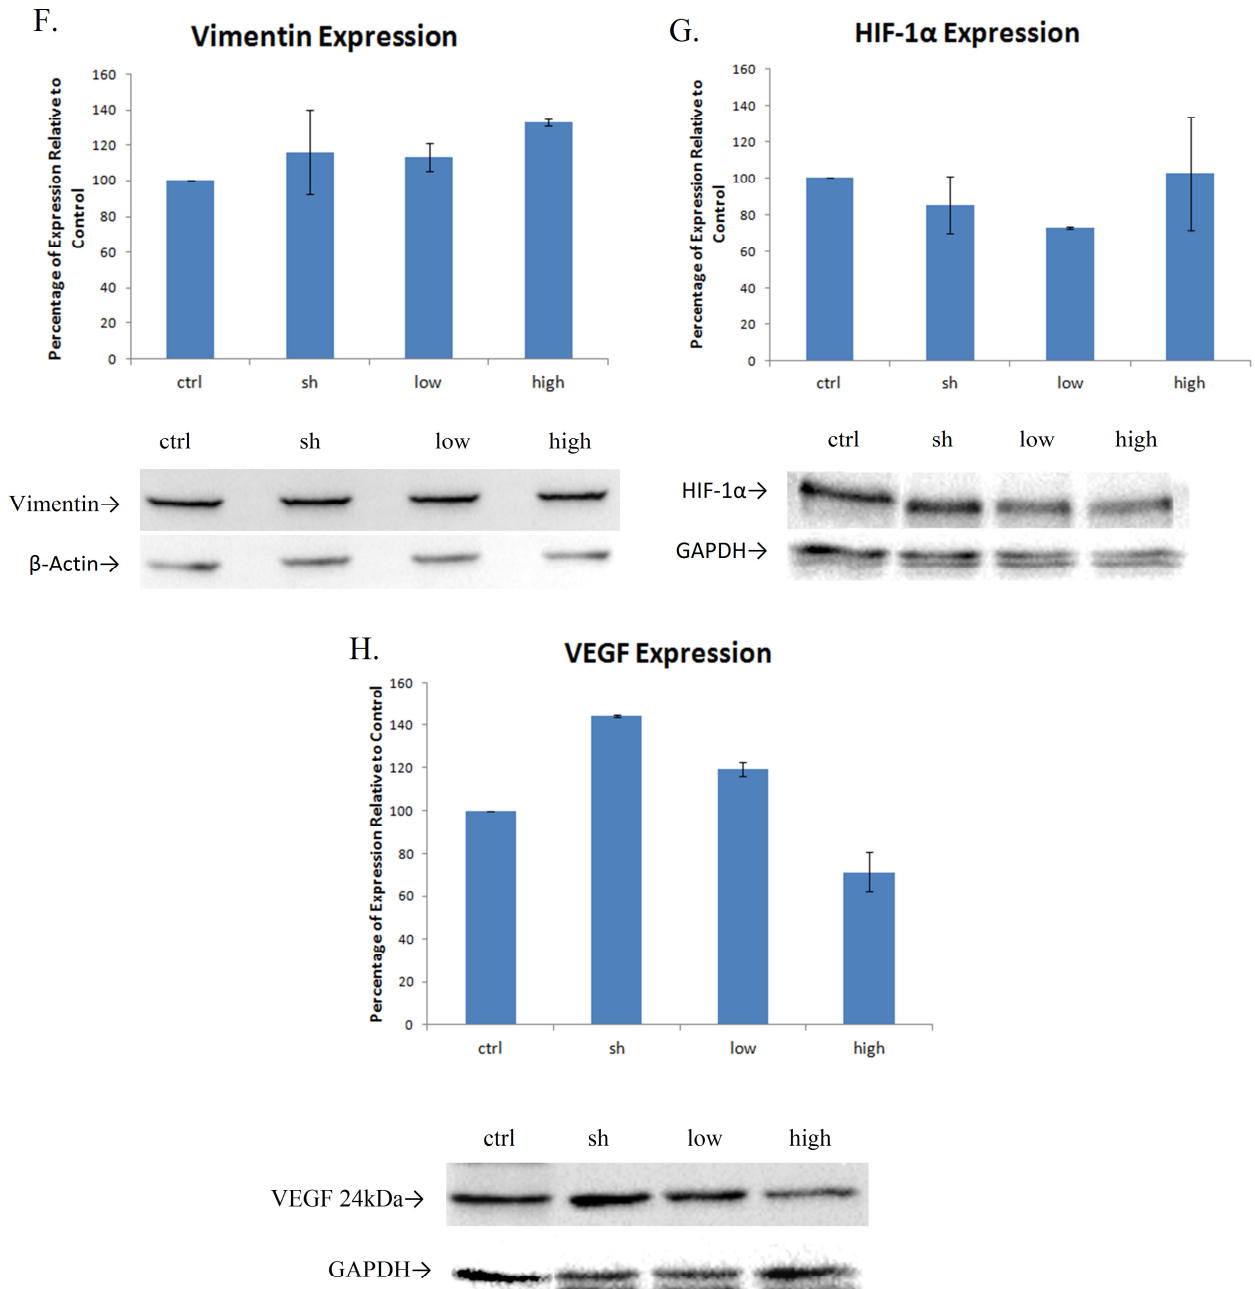 F.
Vimentin Expression
Percentage of Expression Relative to
Control
160
140
120
100
80
60
40
20
0
ctrl sh low high
ctrl sh low high
Vimentin→
β-Actin→
G.
HIF-1α Expression
Percentage of Expression Relative to
Control
160
140
120
100
80
60
40
20
0
ctrl sh low high
ctrl sh low high
HIF-1α→
GAPDH→
H.
VEGF Expression
Percentage of Expression Relative to Control
160
140
120
100
80
60
40
20
0
ctrl sh low high
ctrl sh low high
VEGF 24kDa→
GAPDH→